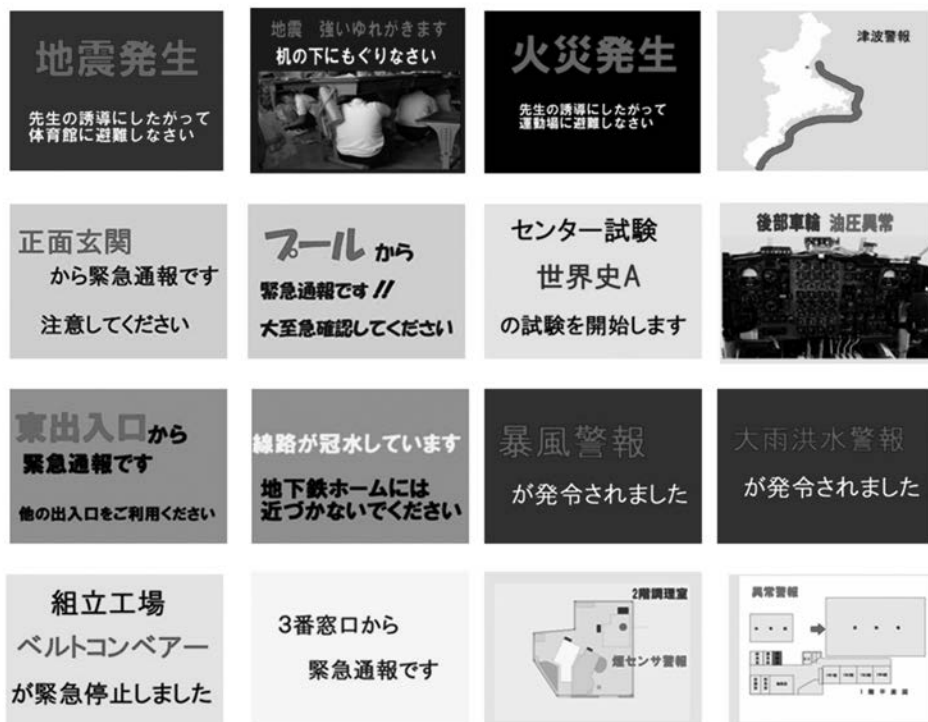 地震発生
先生の誘導にしたがって
体育館に避難しなさい
地震 強いゆれがきます
机の下にもぐりなさい
火災発生
先生の誘導にしたがって
運動場に避難しなさい
津波警報
正面玄関
から緊急通報です
注意してください
プールから
緊急通報です!!
大至急確認してください
センター試験
世界史A
の試験を開始します
後部車輪 油圧異常
東出入口から
緊急通報です
他の出入口をご利用ください
線路が冠水しています
地下鉄ホームには
近づかないでください
暴風警報
が発令されました
大雨洪水警報
が発令されました
組立工場
ベルトコンベアー
が緊急停止しました
3番窓口から
緊急通報です
2階調理室
煙センサ警報
異常警報
1階平面図